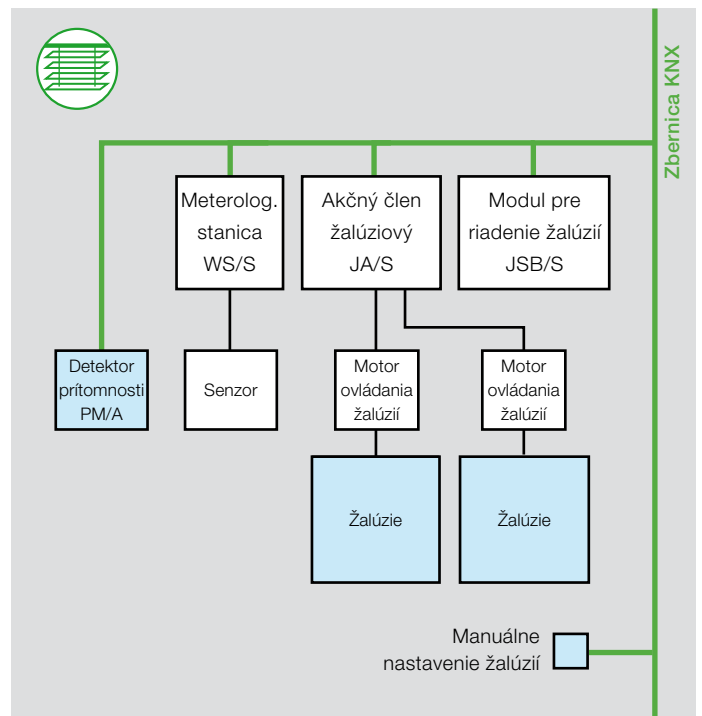 Zbernica KNX
Meterolog.
stanica
WS/S
Akčný člen
žalúziový
JA/S
Modul pre
riadenie žalúzií
JSB/S
Detektor
prítomnosti
PM/A
Senzor
Motor
ovládania
žalúzií
Motor
ovládania
žalúzií
Žalúzie
Žalúzie
Manuálne
nastavenie žalúzií